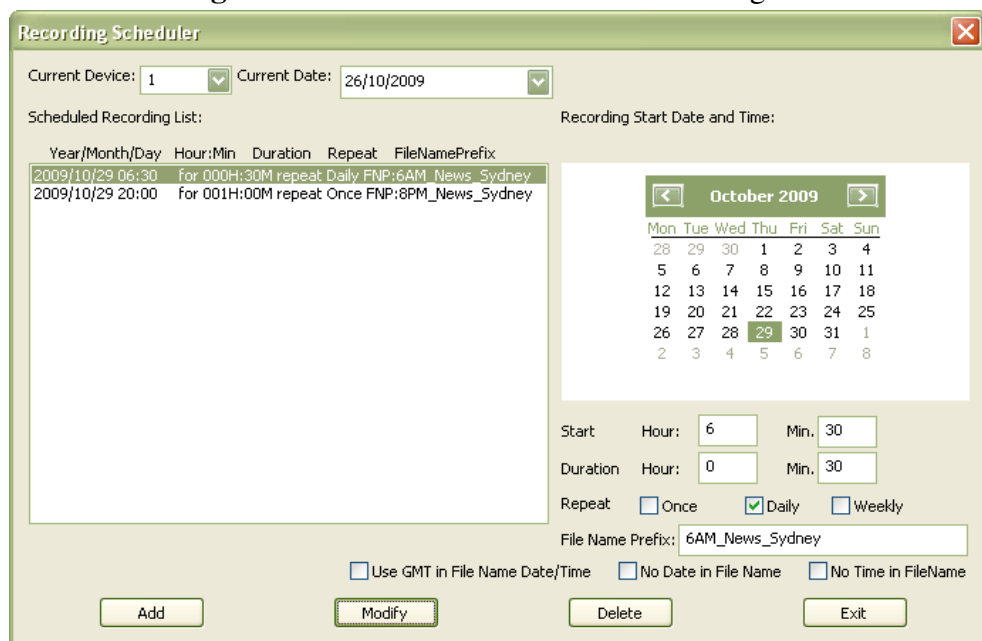 Recording Scheduler
Current Device: 1 Current Date: 26/10/2009
Scheduled Recording List:
Year/Month/Day Hour:Min Duration Repeat FileNamePrefix
2009/10/29 06:30 for 000H:30M repeat Daily FNP:6AM_News_Sydney
2009/10/29 20:00 for 001H:00M repeat Once FNP:8PM_News_Sydney
Recording Start Date and Time:
October 2009
Mon Tue Wed Thu Fri Sat Sun
28 29 30 1 2 3 4
5 6 7 8 9 10 11
12 13 14 15 16 17 18
19 20 21 22 23 24 25
26 27 28 29 30 31 1
2 3 4 5 6 7 8
Start Hour: 6 Min. 30
Duration Hour: 0 Min. 30
Repeat Once Daily Weekly
File Name Prefix: 6AM_News_Sydney
Use GMT in File Name Date/Time No Date in File Name No Time in FileName
Add Modify Delete Exit